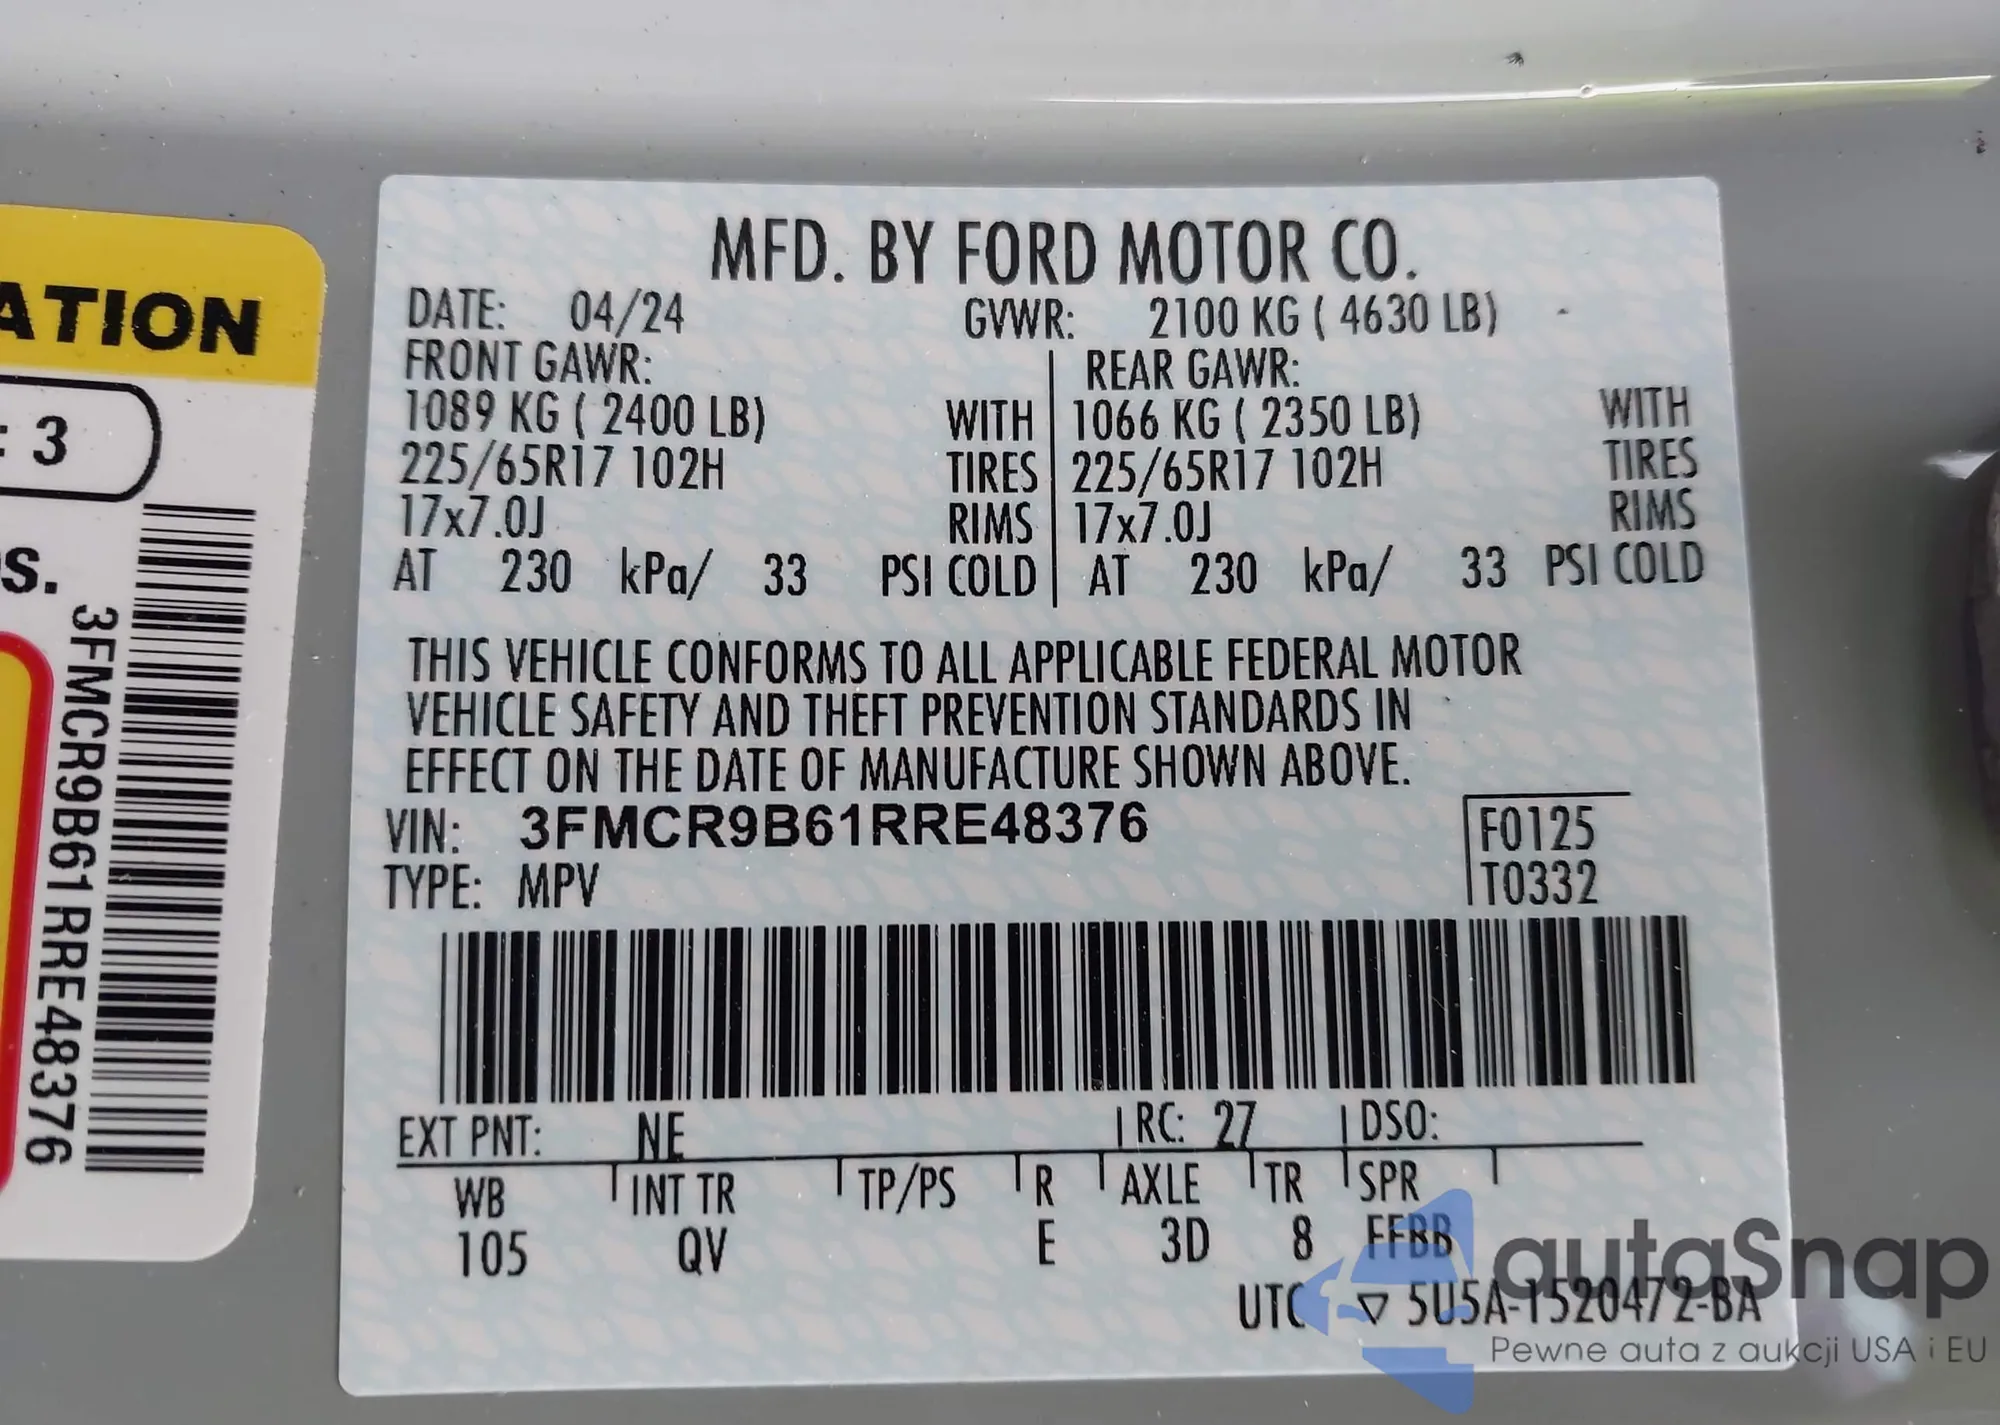 ATION
: 3
s.
3FMCR9B61RRE48376
MFD. BY FORD MOTOR CO.
DATE: 04/24 GVWR: 2100 KG ( 4630 LB)
FRONT GAWR: REAR GAWR:
1089 KG ( 2400 LB) WITH 1066 KG ( 2350 LB) WITH
225/65R17 102H TIRES 225/65R17 102H TIRES
17x7.0J RIMS 17x7.0J RIMS
AT 230 kPa/ 33 PSI COLD AT 230 kPa/ 33 PSI COLD
THIS VEHICLE CONFORMS TO ALL APPLICABLE FEDERAL MOTOR
VEHICLE SAFETY AND THEFT PREVENTION STANDARDS IN
EFFECT ON THE DATE OF MANUFACTURE SHOWN ABOVE.
VIN: 3FMCR9B61RRE48376 F0125
TYPE: MPV T0332
EXT PNT: NE RC: 27 DSO:
WB INT TR TP/PS R AXLE TR SPR
105 QV E 3D 8 FFBB
UTC ▽ 5U5A-1520472-BA
autaSnap
Pewne auta z aukcji USA i EU